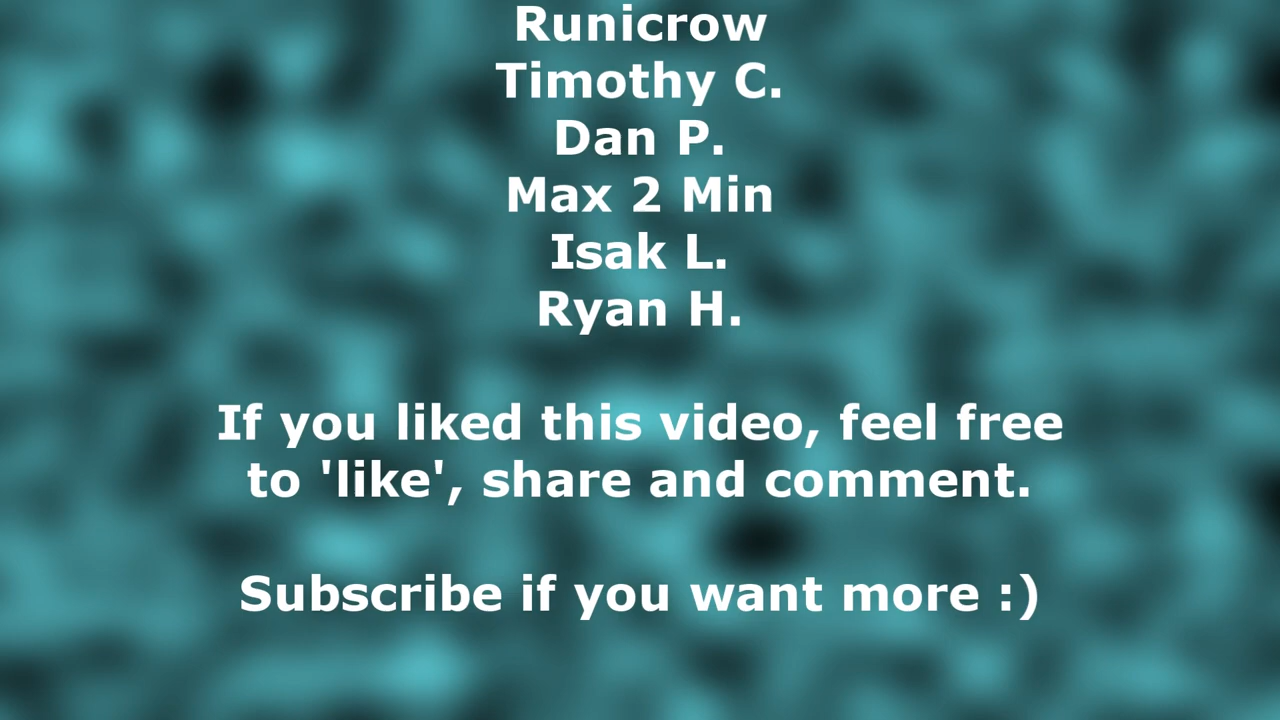 Runicrow
Timothy C.
Dan P.
Max 2 Min
Isak L.
Ryan H.
If you liked this video, feel free
to 'like', share and comment.
Subscribe if you want more :)